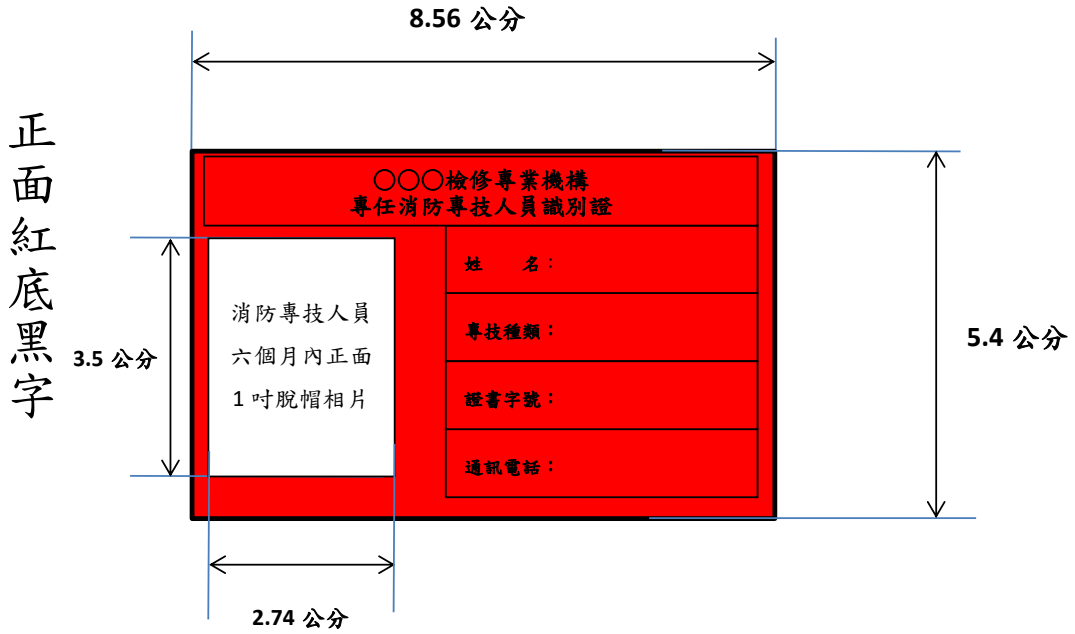 8.56 公分
正面紅底黑字
○○○檢修專業機構
專任消防專技人員識別證
姓　　名：
消防專技人員
六個月內正面
1 吋脫帽相片
專技種類：
3.5 公分
5.4 公分
證書字號：
通訊電話：
2.74 公分